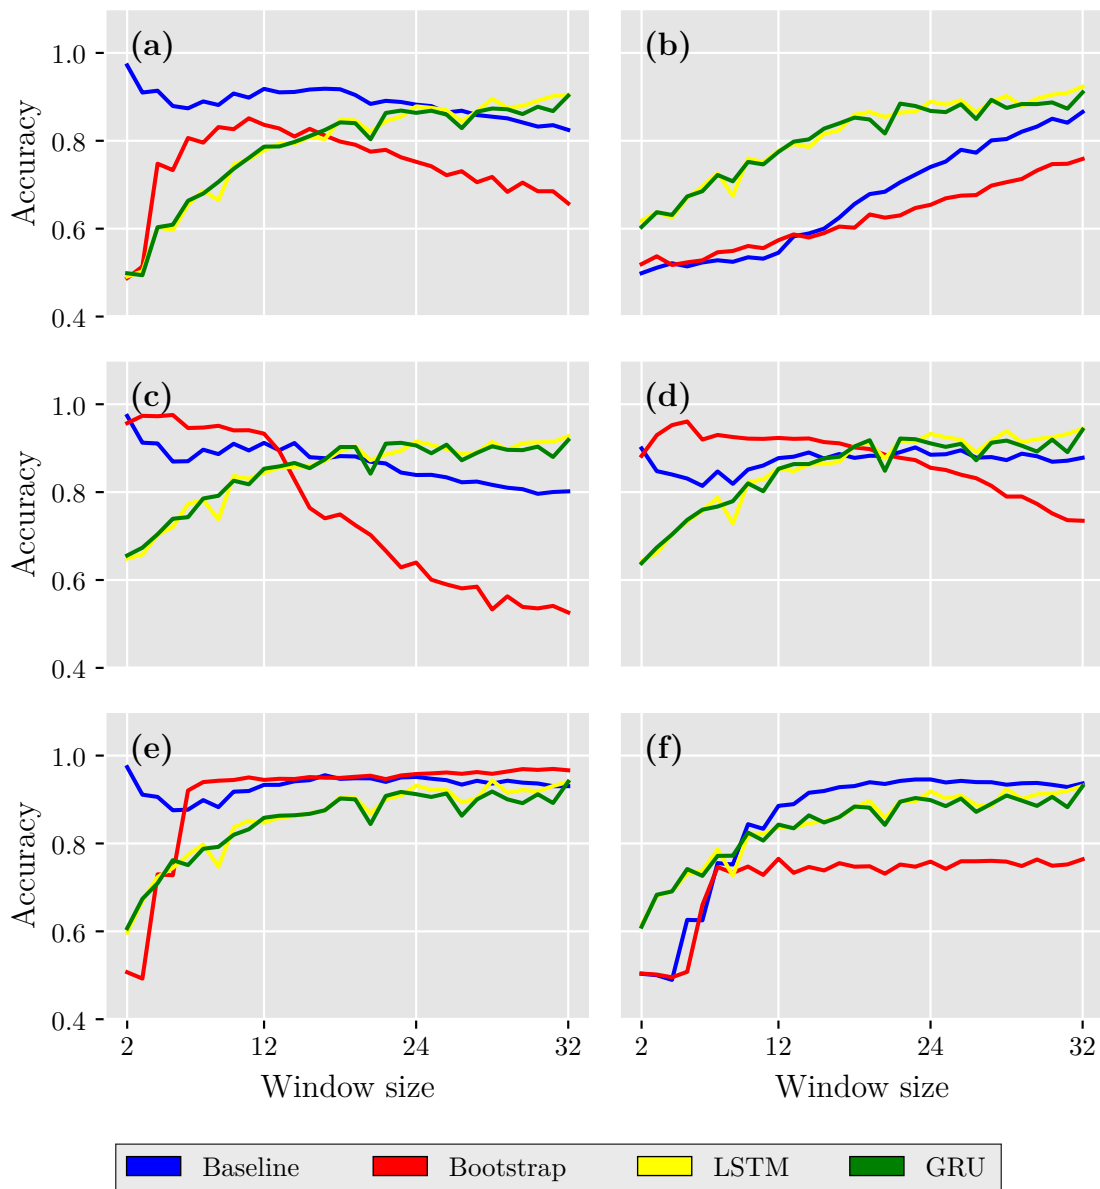 (a)
(b)
1.0
0.8
0.6
0.4
Accuracy
(c)
(d)
1.0
0.8
0.6
0.4
Accuracy
(e)
(f)
1.0
0.8
0.6
0.4
Accuracy
2 12 24 32
2 12 24 32
Window size
Window size
Baseline Bootstrap LSTM GRU